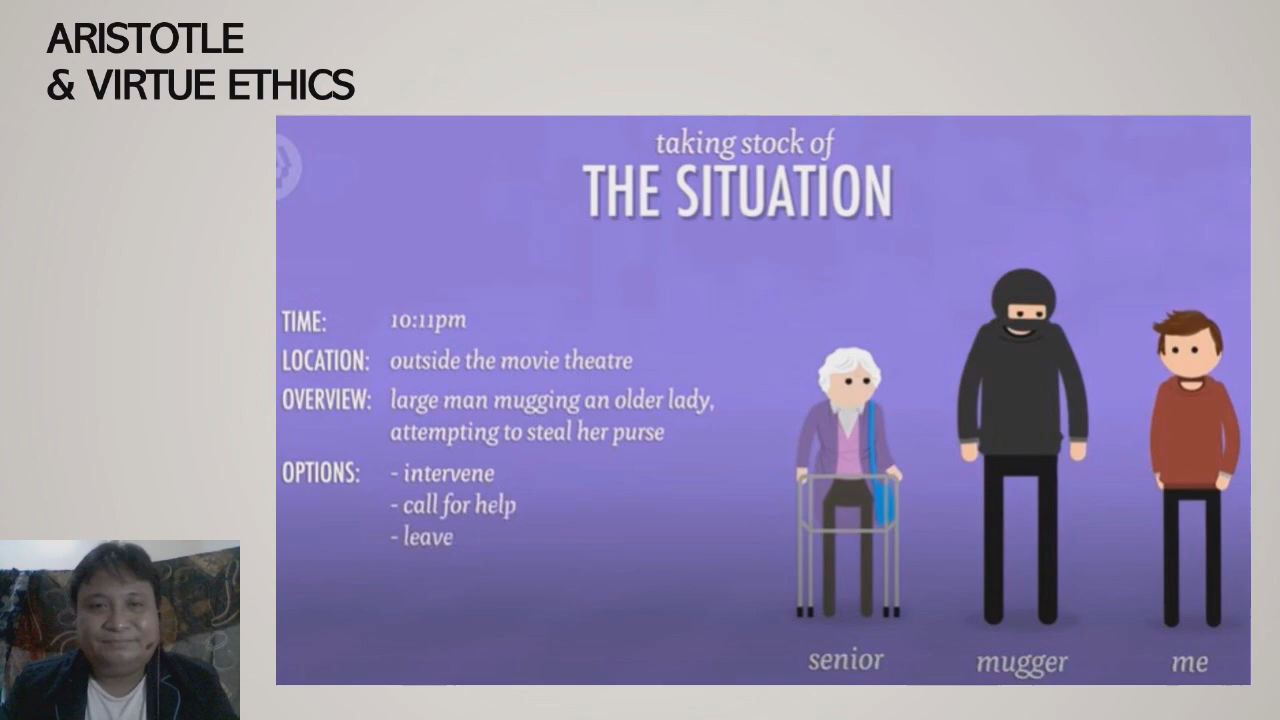 ARISTOTLE
& VIRTUE ETHICS
taking stock of
THE SITUATION
TIME: 10:11pm
LOCATION: outside the movie theatre
OVERVIEW: large man mugging an older lady,
attempting to steal her purse
OPTIONS: - intervene
- call for help
- leave
senior mugger me